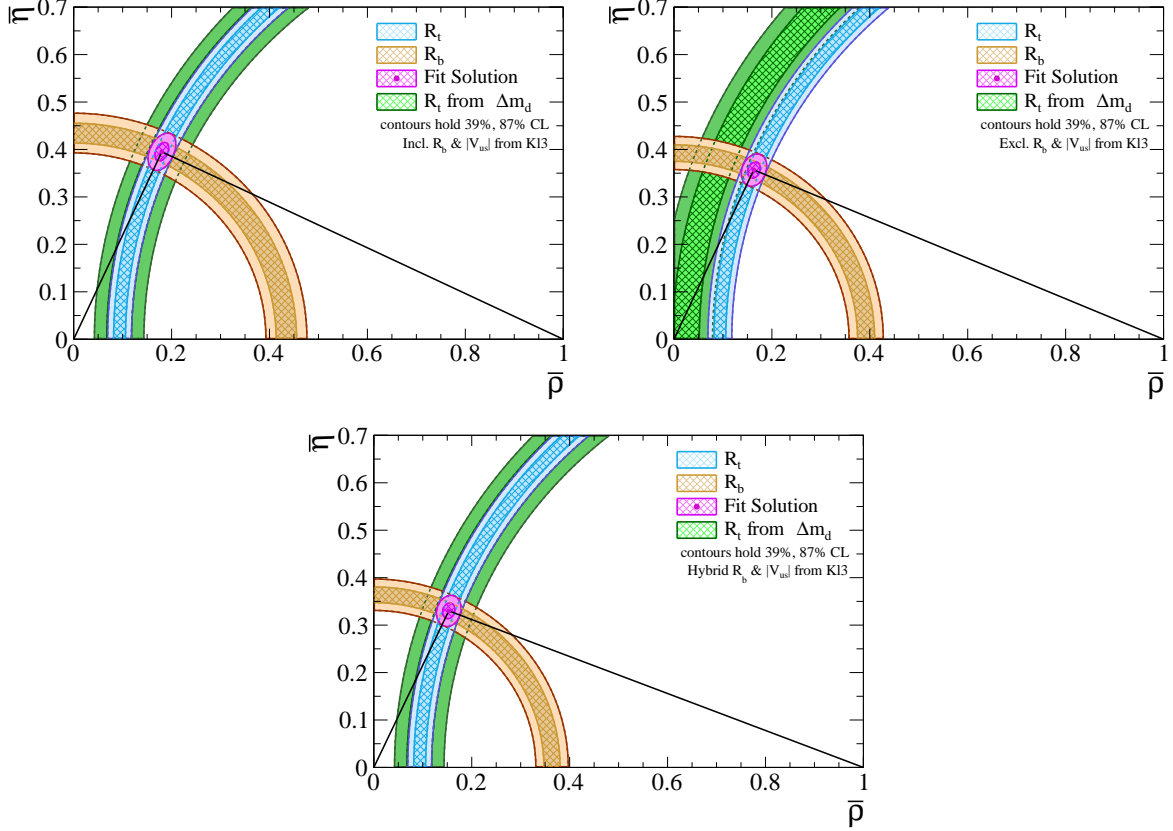 η̅
0.7
0.6
0.5
0.4
0.3
0.2
0.1
0
0 0.2 0.4 0.6 0.8 1
ρ̅
R_t
R_b
Fit Solution
R_t from Δm_d
contours hold 39%, 87% CL
Incl. R_b & |V_us| from Kl3
η̅
0.7
0.6
0.5
0.4
0.3
0.2
0.1
0
0 0.2 0.4 0.6 0.8 1
ρ̅
R_t
R_b
Fit Solution
R_t from Δm_d
contours hold 39%, 87% CL
Excl. R_b & |V_us| from Kl3
η̅
0.7
0.6
0.5
0.4
0.3
0.2
0.1
0
0 0.2 0.4 0.6 0.8 1
ρ̅
R_t
R_b
Fit Solution
R_t from Δm_d
contours hold 39%, 87% CL
Hybrid R_b & |V_us| from Kl3